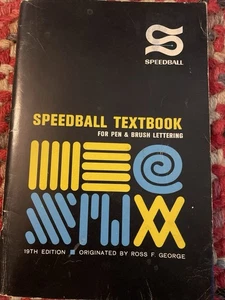 SPEEDBALL
SPEEDBALL TEXTBOOK
FOR PEN & BRUSH LETTERING
19TH EDITION ■ ORIGINATED BY ROSS F. GEORGE